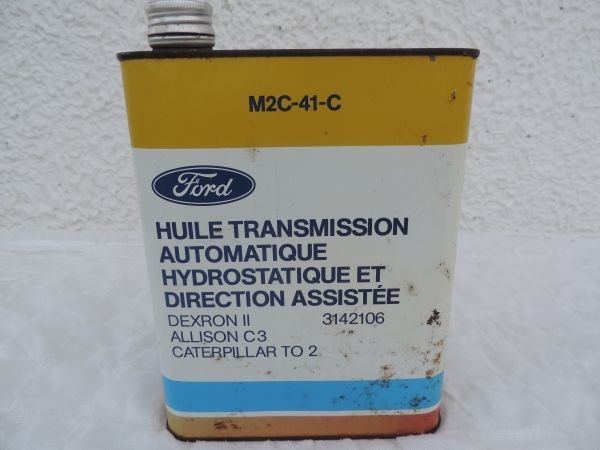 M2C-41-C
Ford
HUILE TRANSMISSION
AUTOMATIQUE
HYDROSTATIQUE ET
DIRECTION ASSISTÉE
DEXRON II 3142106
ALLISON C3
CATERPILLAR TO 2